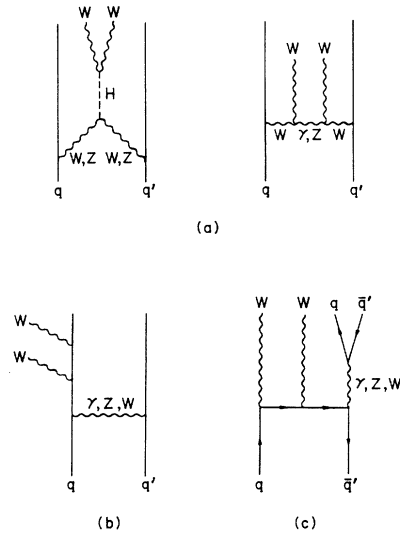 W W
H
W,Z W,Z
q q'
W W
W γ,Z W
q q'
(a)
W
W
γ, Z, W
q q'
(b)
W W q q̄'
γ, Z, W
q q̄'
(c)